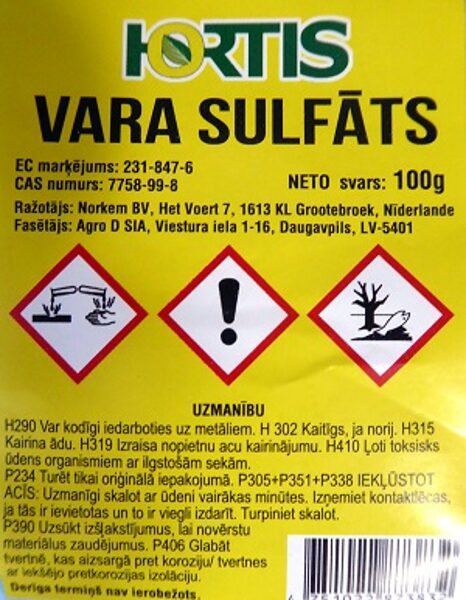 HORTIS
VARA SULFĀTS
EC marķējums: 231-847-6
CAS numurs: 7758-99-8
NETO svars: 100g
Ražotājs: Norkem BV, Het Voert 7, 1613 KL Grootebroek, Nīderlande
Fasētājs: Agro D SIA, Viestura iela 1-16, Daugavpils, LV-5401
UZMANĪBU
H290 Var kodīgi iedarboties uz metāliem. H 302 Kaitīgs, ja norij. H315
Kairina ādu. H319 Izraisa nopietnu acu kairinājumu. H410 Ļoti toksisks
ūdens organismiem ar ilgstošām sekām.
P234 Turēt tikai oriģinālā iepakojumā. P305+P351+P338 IEKĻŪSTOT
ACĪS: Uzmanīgi skalot ar ūdeni vairākas minūtes. Izņemiet kontaktlēcas,
ja tās ir ievietotas un to ir viegli izdarīt. Turpiniet skalot.
P390 Uzsūkt izšļakstījumus, lai novērstu
materiālus zaudējumus. P406 Glabāt
tvertnē, kas aizsargā pret koroziju/ tvertnes
ar iekšējo pretkorozijas izolāciju.
Derīga termiņš nav ierobežots.